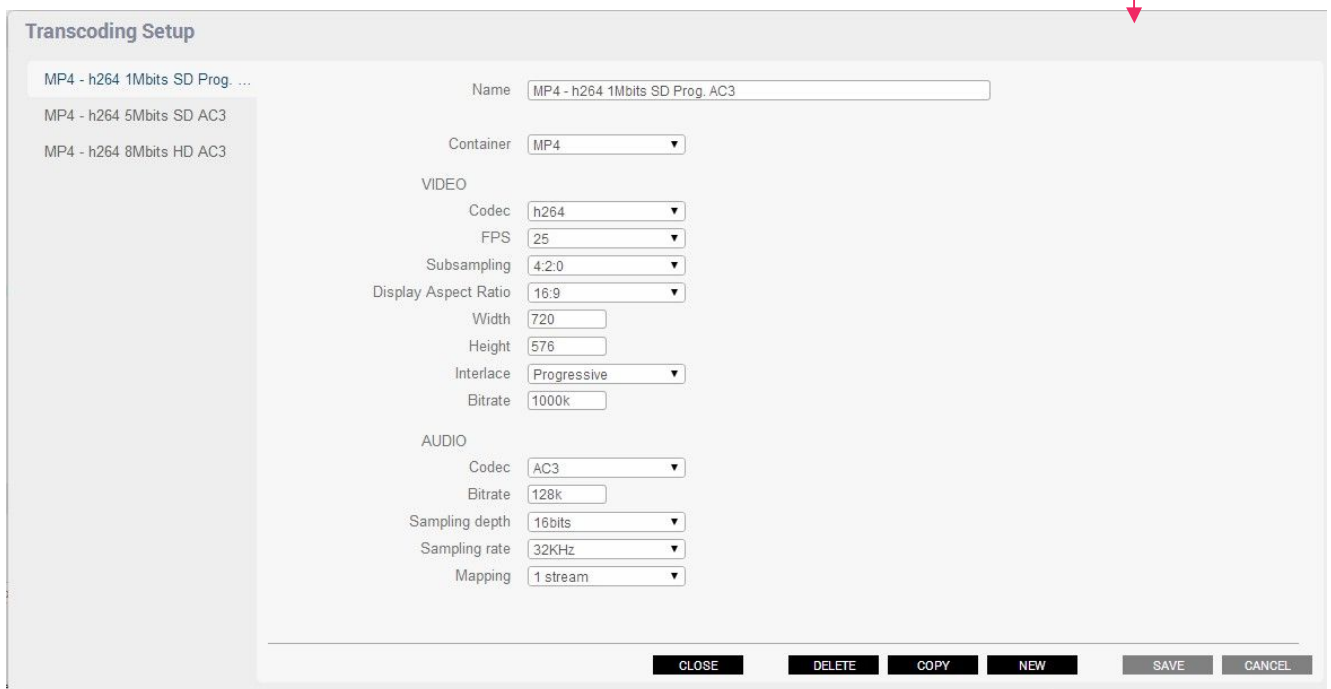 Transcoding Setup
MP4 - h264 1Mbits SD Prog. ...
MP4 - h264 5Mbits SD AC3
MP4 - h264 8Mbits HD AC3
Name MP4 - h264 1Mbits SD Prog. AC3
Container MP4
VIDEO
Codec h264
FPS 25
Subsampling 4:2:0
Display Aspect Ratio 16:9
Width 720
Height 576
Interlace Progressive
Bitrate 1000k
AUDIO
Codec AC3
Bitrate 128k
Sampling depth 16bits
Sampling rate 32KHz
Mapping 1 stream
CLOSE DELETE COPY NEW SAVE CANCEL